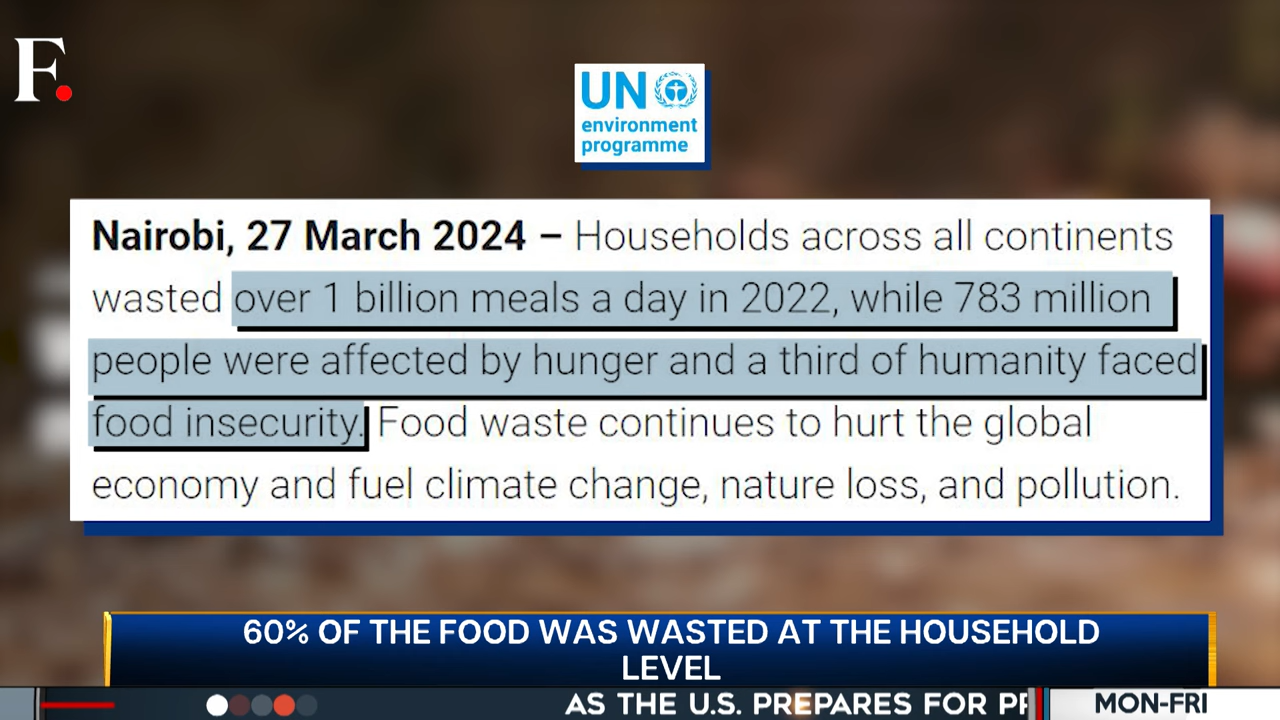 F.
UN
environment
programme
Nairobi, 27 March 2024 – Households across all continents
wasted over 1 billion meals a day in 2022, while 783 million
people were affected by hunger and a third of humanity faced
food insecurity. Food waste continues to hurt the global
economy and fuel climate change, nature loss, and pollution.
60% OF THE FOOD WAS WASTED AT THE HOUSEHOLD
LEVEL
AS THE U.S. PREPARES FOR
MON-FRI